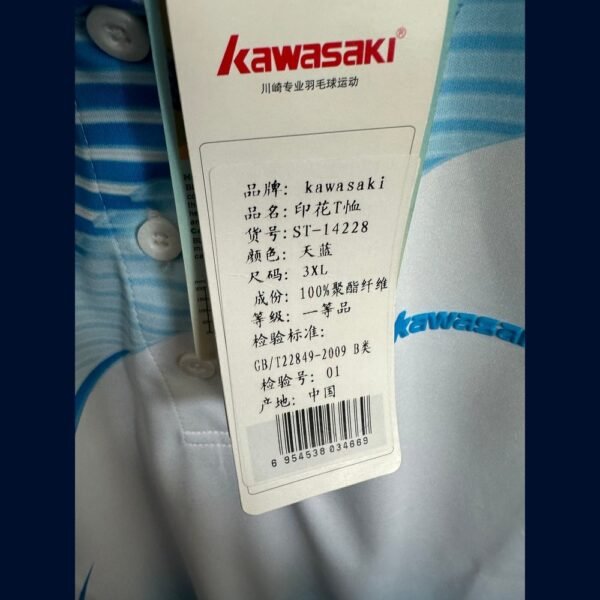 Kawasaki®
川崎专业羽毛球运动
品牌: kawasaki
品名: 印花T恤
货号: ST-14228
颜色: 天蓝
尺码: 3XL
成份: 100%聚酯纤维
等级: 一等品
检验标准:
GB/T22849-2009 B类
检验号: 01
产地: 中国
6 954538 034669
Kawasaki